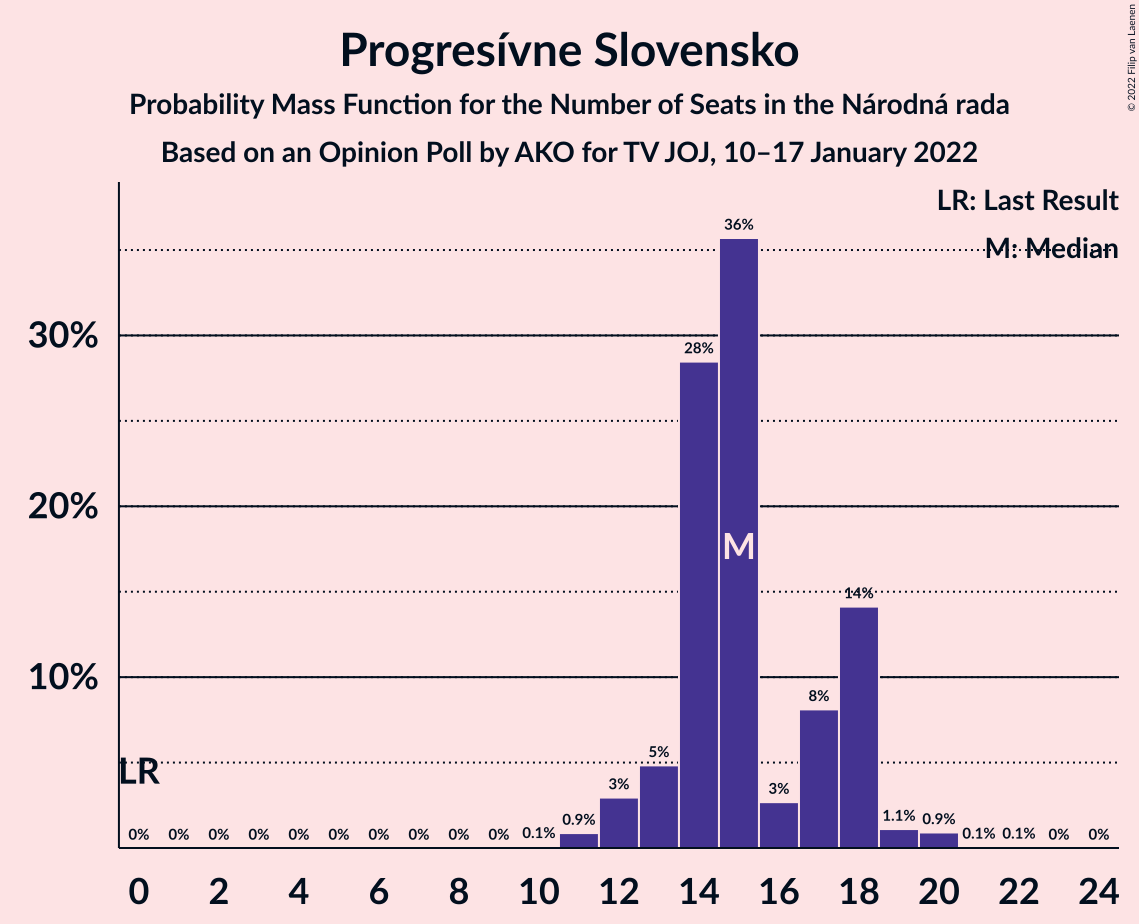 Progresívne Slovensko
Probability Mass Function for the Number of Seats in the Národná rada
Based on an Opinion Poll by AKO for TV JOJ, 10–17 January 2022
© 2022 Filip van Laenen
LR: Last Result
M: Median
36%
30%
28%
20%
M
14%
10%
8%
5%
LR
3%
3%
0% 0% 0% 0% 0% 0% 0% 0% 0% 0% 0.1% 0.9% 1.1% 0.9% 0.1% 0.1% 0% 0%
0 2 4 6 8 10 12 14 16 18 20 22 24